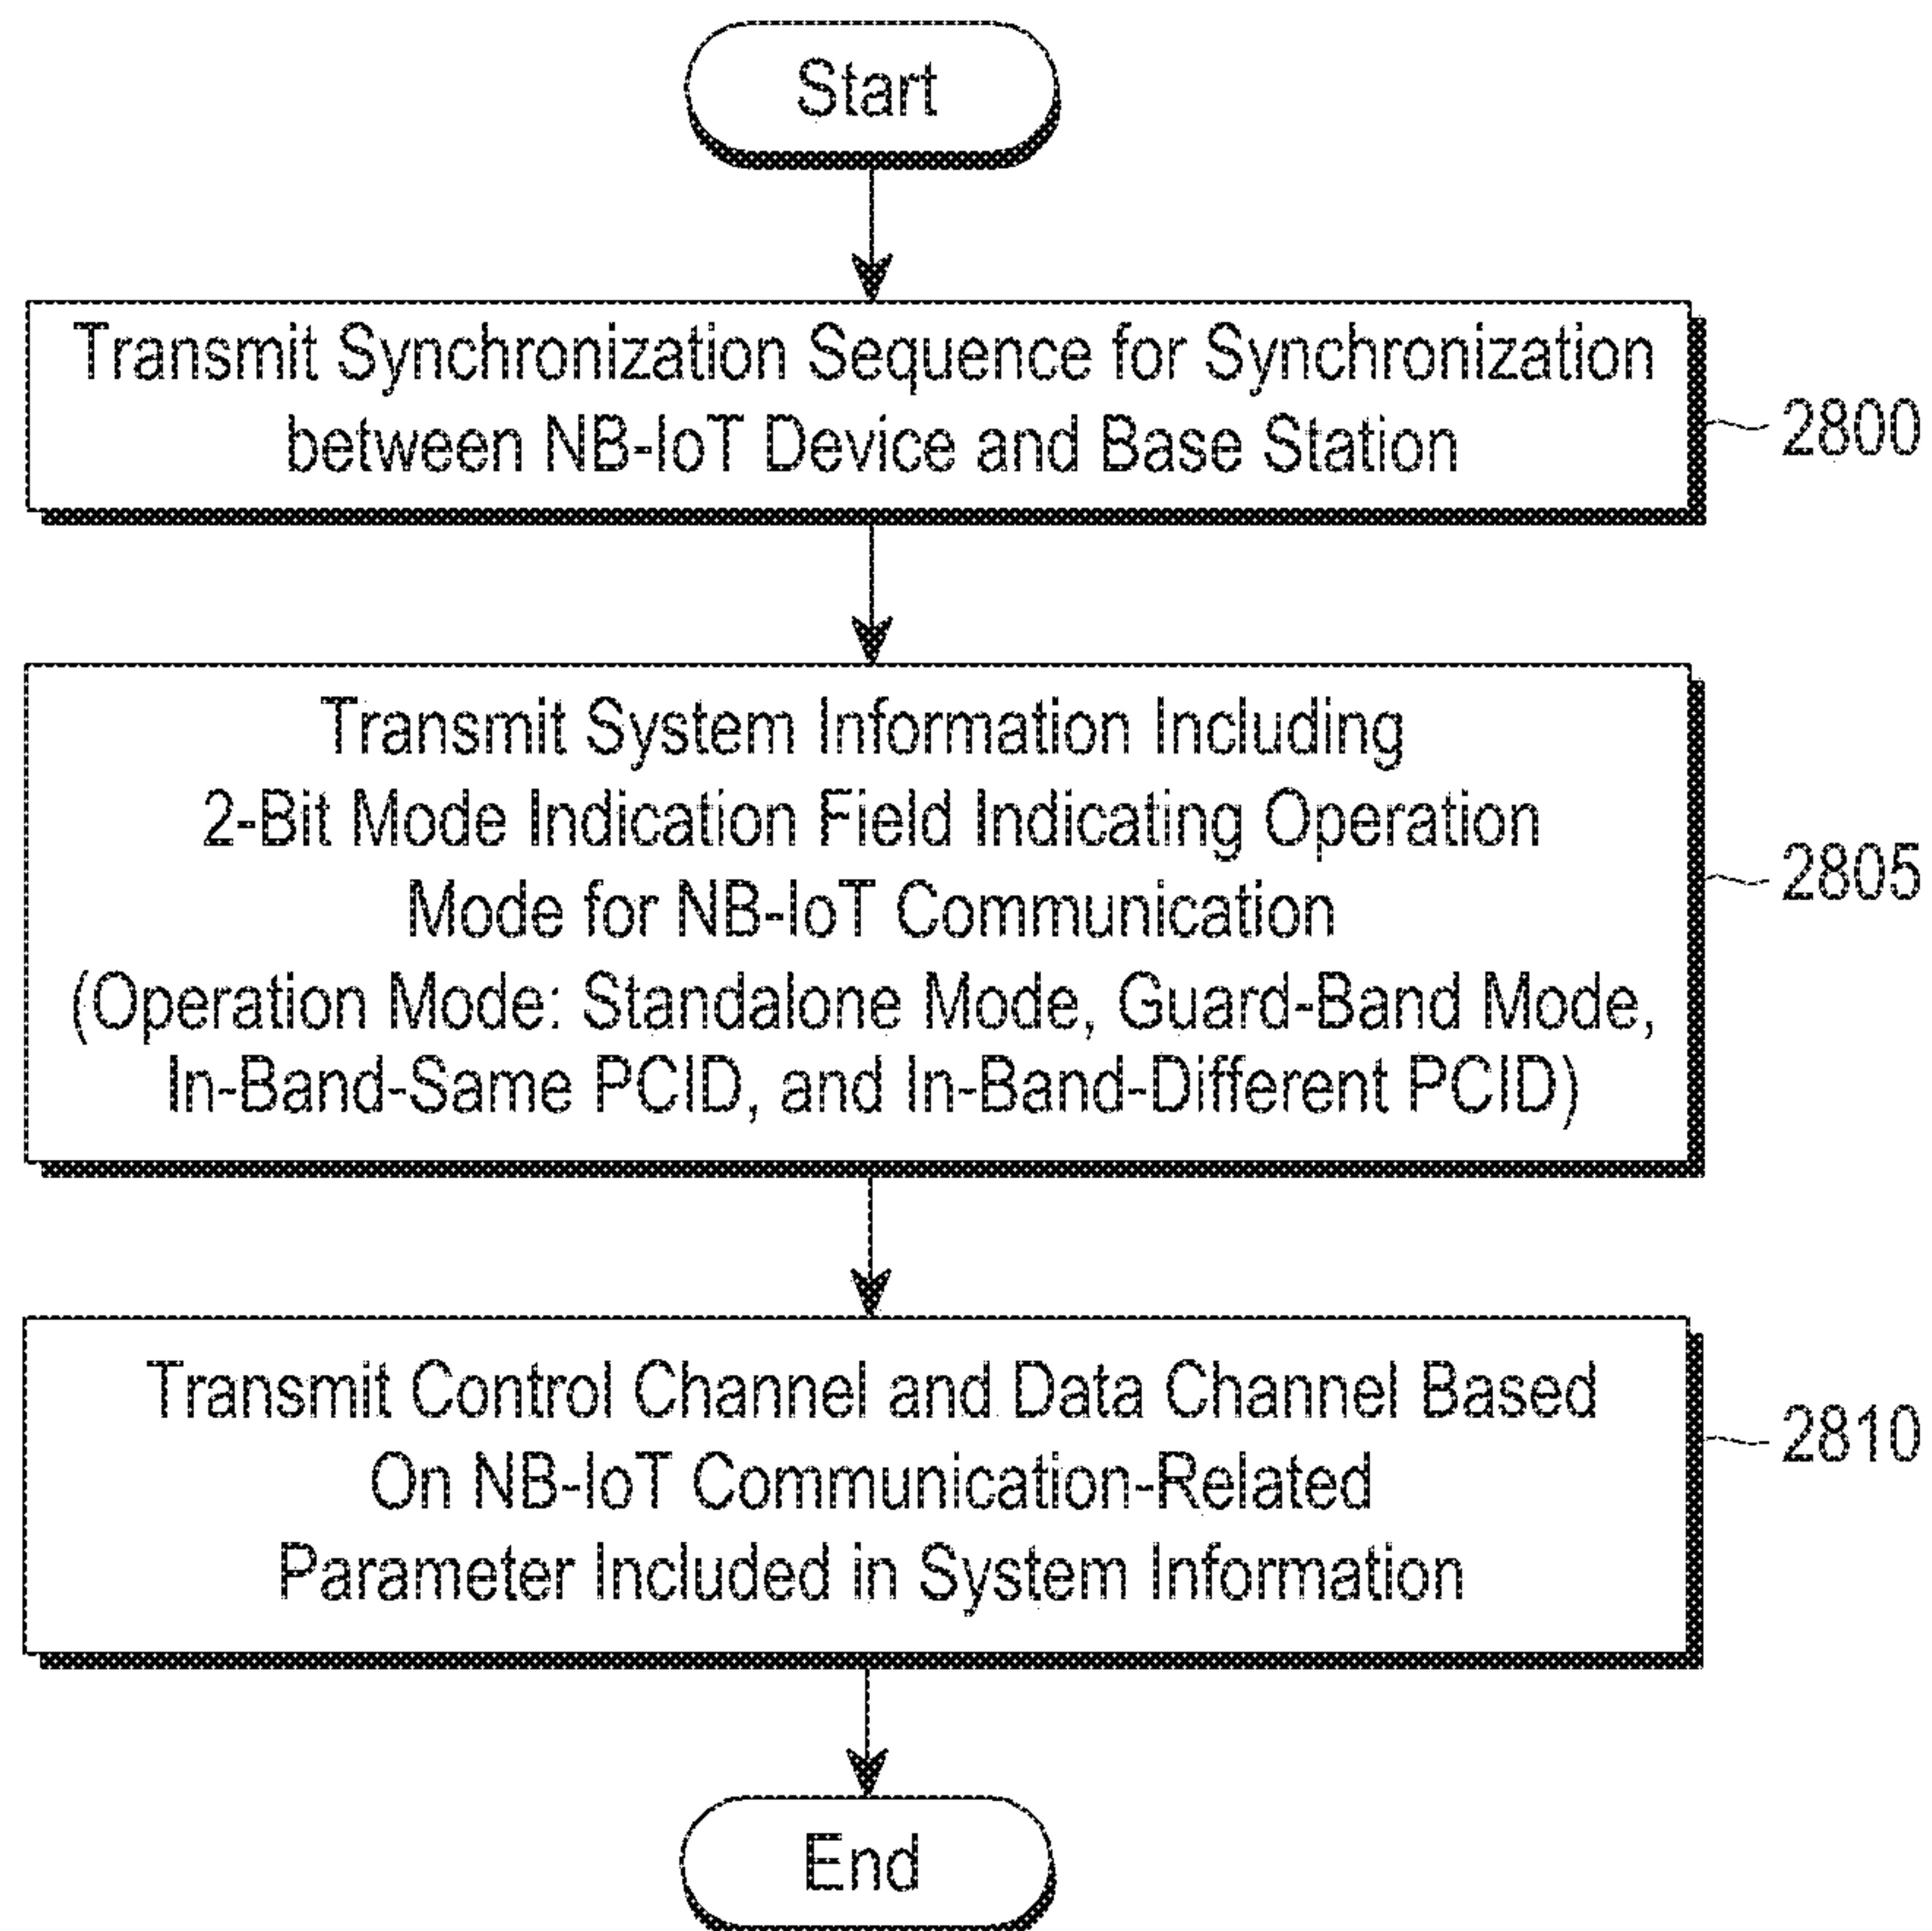 Start
Transmit Synchronization Sequence for Synchronization
between NB-IoT Device and Base Station
2800
Transmit System Information Including
2-Bit Mode Indication Field Indicating Operation
Mode for NB-IoT Communication
(Operation Mode: Standalone Mode, Guard-Band Mode,
In-Band-Same PCID, and In-Band-Different PCID)
2805
Transmit Control Channel and Data Channel Based
On NB-IoT Communication-Related
Parameter Included in System Information
2810
End